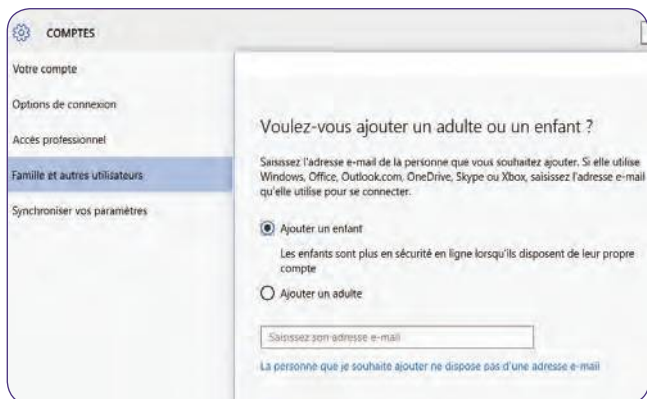 COMPTES
Votre compte
Options de connexion
Accès professionnel
Famille et autres utilisateurs
Synchroniser vos paramètres
Voulez-vous ajouter un adulte ou un enfant ?
Saisissez l'adresse e-mail de la personne que vous souhaitez ajouter. Si elle utilise
Windows, Office, Outlook.com, OneDrive, Skype ou Xbox, saisissez l'adresse e-mail
qu'elle utilise pour se connecter.
Ajouter un enfant
Les enfants sont plus en sécurité en ligne lorsqu'ils disposent de leur propre
compte
Ajouter un adulte
Saisissez son adresse e-mail
La personne que je souhaite ajouter ne dispose pas d'une adresse e-mail